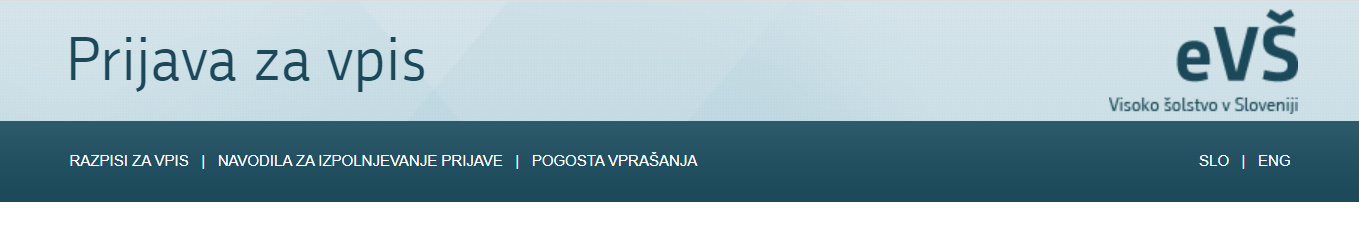 Prijava za vpis
eVŠ
Visoko šolstvo v Sloveniji
RAZPISI ZA VPIS | NAVODILA ZA IZPOLNJEVANJE PRIJAVE | POGOSTA VPRAŠANJA
SLO | ENG